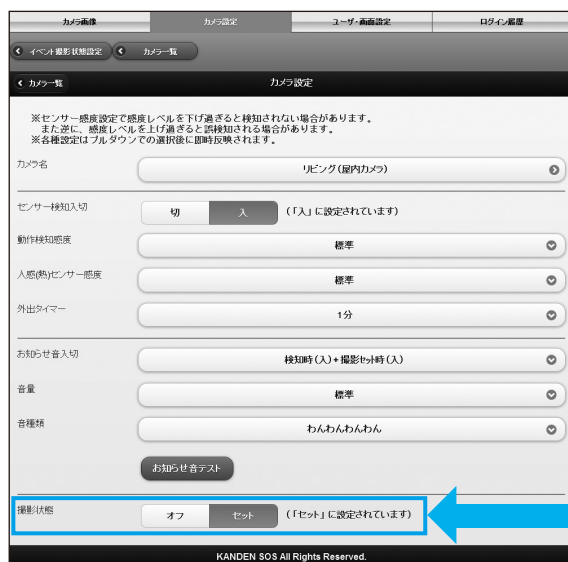 カメラ画像 カメラ設定 ユーザ・画面設定 ログイン履歴
イベント撮影状態設定 カメラ一覧
カメラ一覧 カメラ設定
※センサー感度設定で感度レベルを下げ過ぎると検知されない場合があります。
また逆に、感度レベルを上げ過ぎると誤検知される場合があります。
※各種設定はプルダウンでの選択後に即時反映されます。
カメラ名 リビング(屋内カメラ)
センサー検知入切 切 入 (「入」に設定されています)
動作検知感度 標準
人感(熱)センサー感度 標準
外出タイマー 1分
お知らせ音入切 検知時(入)+撮影セット時(入)
音量 標準
音種類 わんわんわんわん
お知らせ音テスト
撮影状態 オフ セット (「セット」に設定されています)
KANDEN SOS All Rights Reserved.